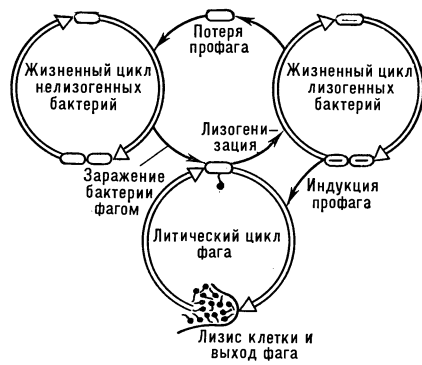 Потеря
профага
Жизненный цикл
нелизогенных
бактерий
Жизненный цикл
лизогенных
бактерий
Лизогени-
зация
Заражение
бактерии
фагом
Индукция
профага
Литический цикл
фага
Лизис клетки и
выход фага